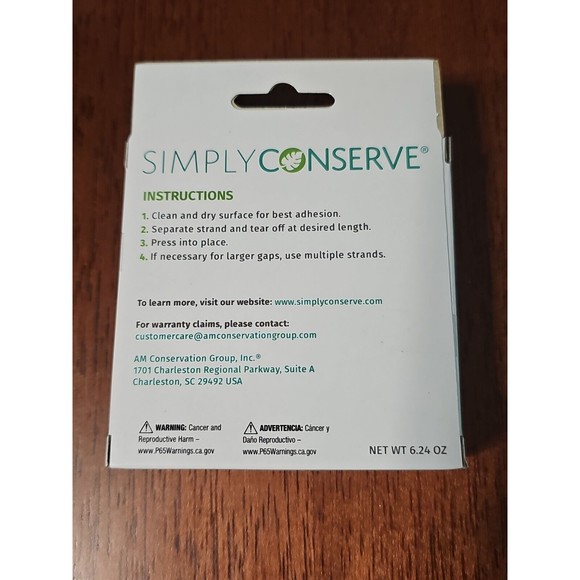 SIMPLYCONSERVE®
INSTRUCTIONS
1. Clean and dry surface for best adhesion.
2. Separate strand and tear off at desired length.
3. Press into place.
4. If necessary for larger gaps, use multiple strands.
To learn more, visit our website: www.simplyconserve.com
For warranty claims, please contact:
customercare@amconservationgroup.com
AM Conservation Group, Inc.®
1701 Charleston Regional Parkway, Suite A
Charleston, SC 29492 USA
WARNING: Cancer and
Reproductive Harm –
www.P65Warnings.ca.gov
ADVERTENCIA: Cáncer y
Daño Reproductivo –
www.P65Warnings.ca.gov
NET WT 6.24 OZ